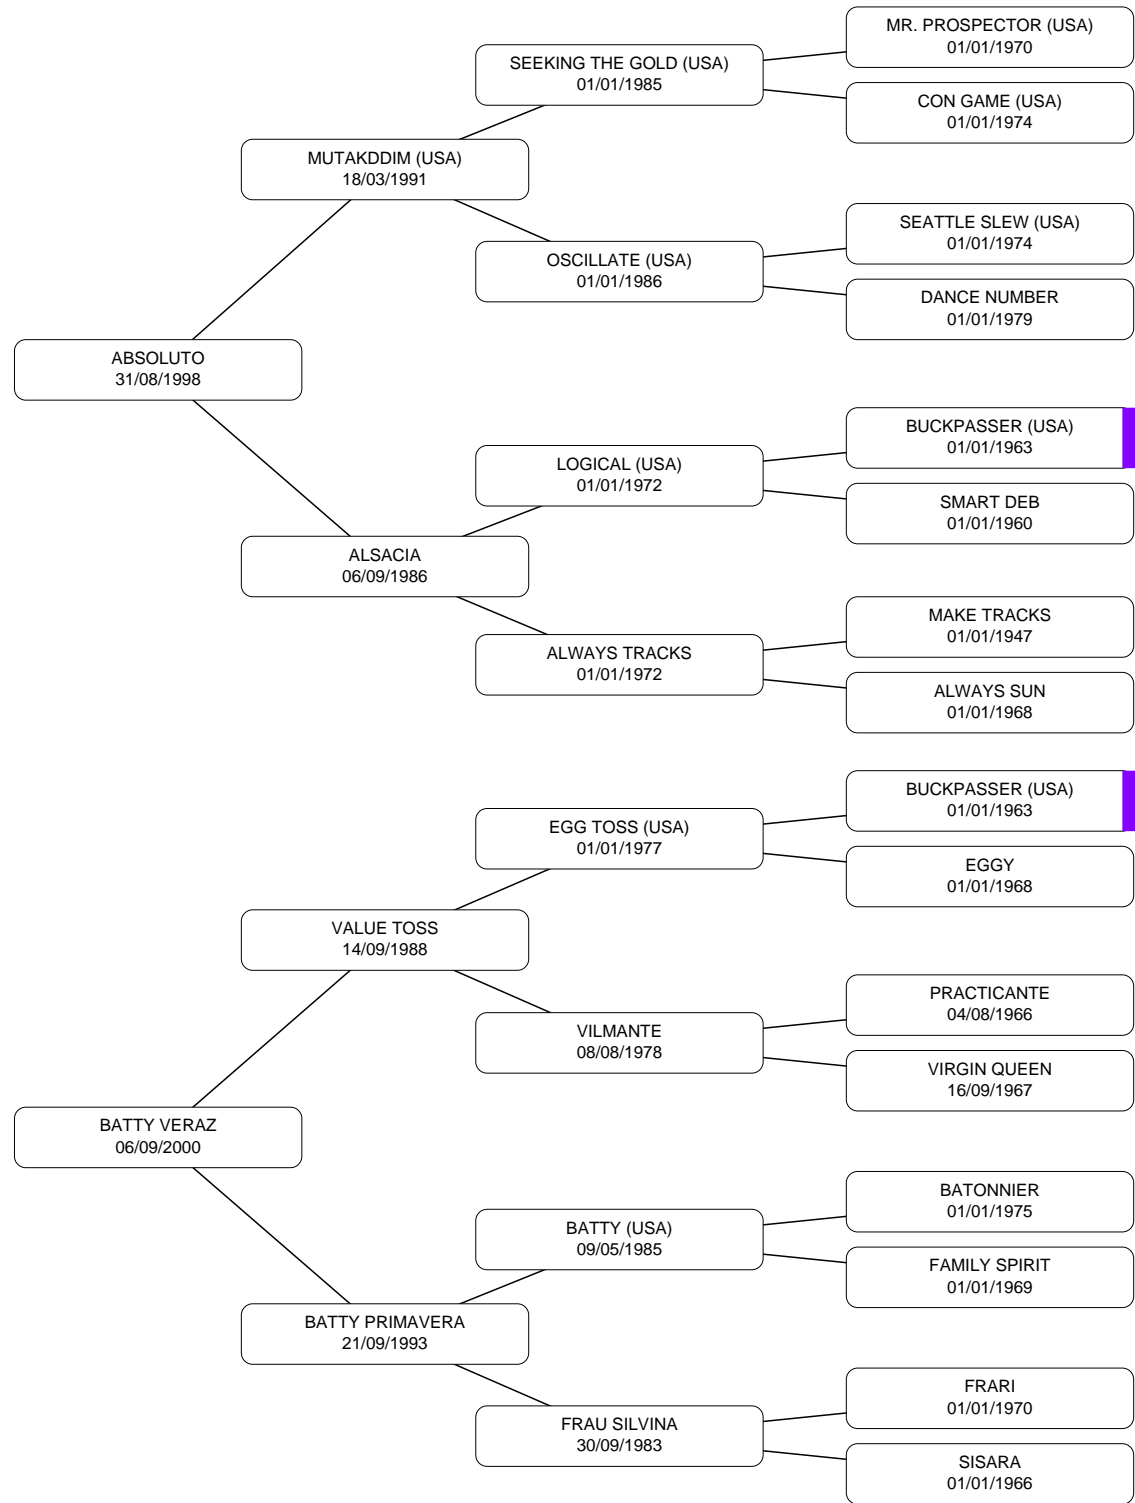 MR. PROSPECTOR (USA)
01/01/1970
SEEKING THE GOLD (USA)
01/01/1985
CON GAME (USA)
01/01/1974
MUTAKDDIM (USA)
18/03/1991
SEATTLE SLEW (USA)
01/01/1974
OSCILLATE (USA)
01/01/1986
DANCE NUMBER
01/01/1979
ABSOLUTO
31/08/1998
BUCKPASSER (USA)
01/01/1963
LOGICAL (USA)
01/01/1972
SMART DEB
01/01/1960
ALSACIA
06/09/1986
MAKE TRACKS
01/01/1947
ALWAYS TRACKS
01/01/1972
ALWAYS SUN
01/01/1968
BUCKPASSER (USA)
01/01/1963
EGG TOSS (USA)
01/01/1977
EGGY
01/01/1968
VALUE TOSS
14/09/1988
PRACTICANTE
04/08/1966
VILMANTE
08/08/1978
VIRGIN QUEEN
16/09/1967
BATTY VERAZ
06/09/2000
BATONNIER
01/01/1975
BATTY (USA)
09/05/1985
FAMILY SPIRIT
01/01/1969
BATTY PRIMAVERA
21/09/1993
FRARI
01/01/1970
FRAU SILVINA
30/09/1983
SISARA
01/01/1966